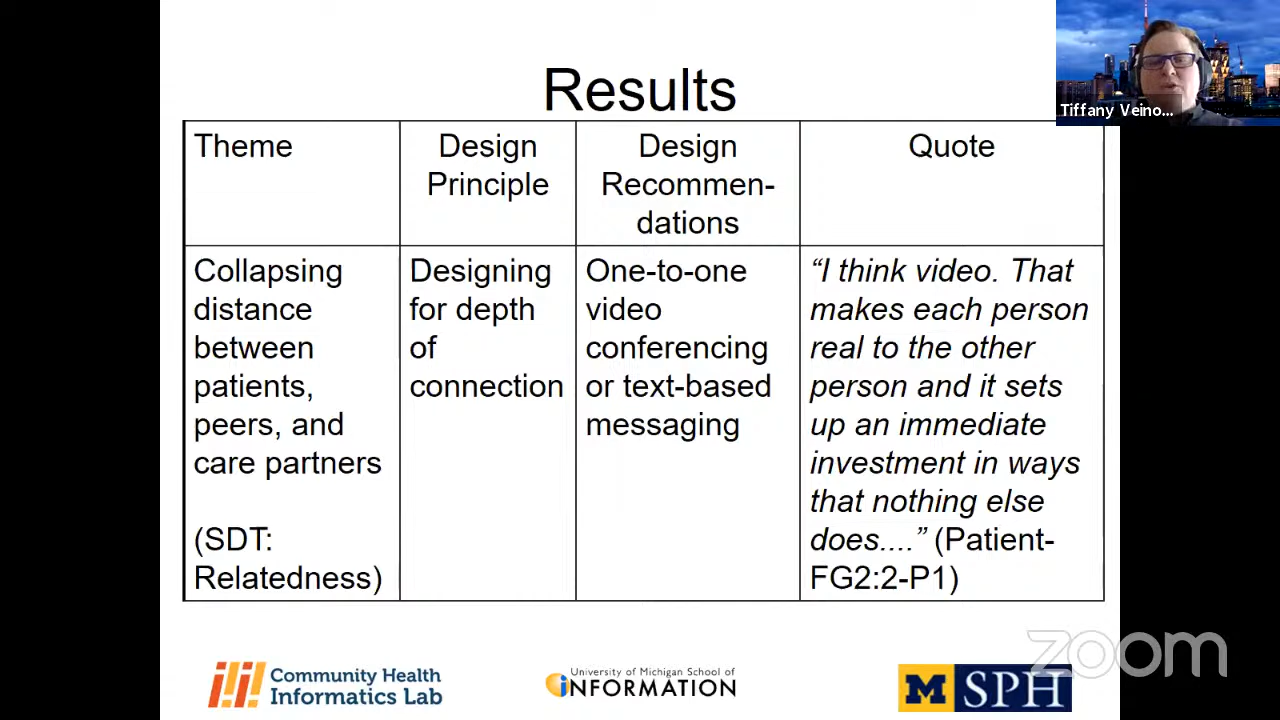 Tiffany Veino...
Results
Theme
Design
Principle
Design
Recommen-
dations
Quote
Collapsing
distance
between
patients,
peers, and
care partners
(SDT:
Relatedness)
Designing
for depth
of
connection
One-to-one
video
conferencing
or text-based
messaging
“I think video. That
makes each person
real to the other
person and it sets
up an immediate
investment in ways
that nothing else
does....” (Patient-
FG2:2-P1)
zoom
Community Health
Informatics Lab
University of Michigan School of
iNFORMATION
M SPH